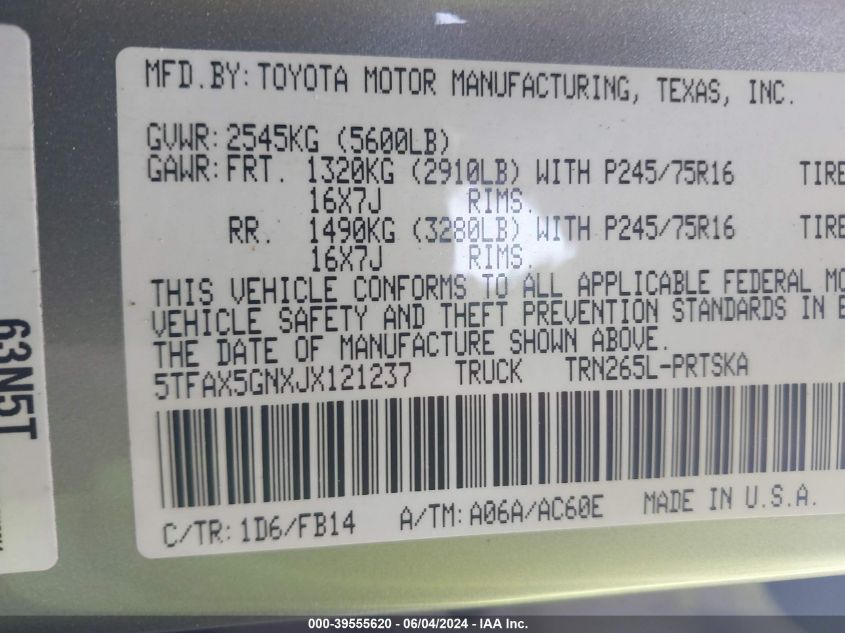 MFD.BY:TOYOTA MOTOR MANUFACTURING, TEXAS, INC.
GVWR:2545KG (5600LB)
GAWR:FRT. 1320KG (2910LB) WITH P245/75R16 TIRE
16X7J RIMS.
RR. 1490KG (3280LB) WITH P245/75R16 TIRE
16X7J RIMS.
THIS VEHICLE CONFORMS TO ALL APPLICABLE FEDERAL MO
VEHICLE SAFETY AND THEFT PREVENTION STANDARDS IN E
THE DATE OF MANUFACTURE SHOWN ABOVE.
5TFAX5GNXJX121237 TRUCK TRN265L-PRTSKA
C/TR:1D6/FB14 A/TM:A06A/AC60E MADE IN U.S.A.
63N5T
000-39555620 - 06/04/2024 - IAA Inc.